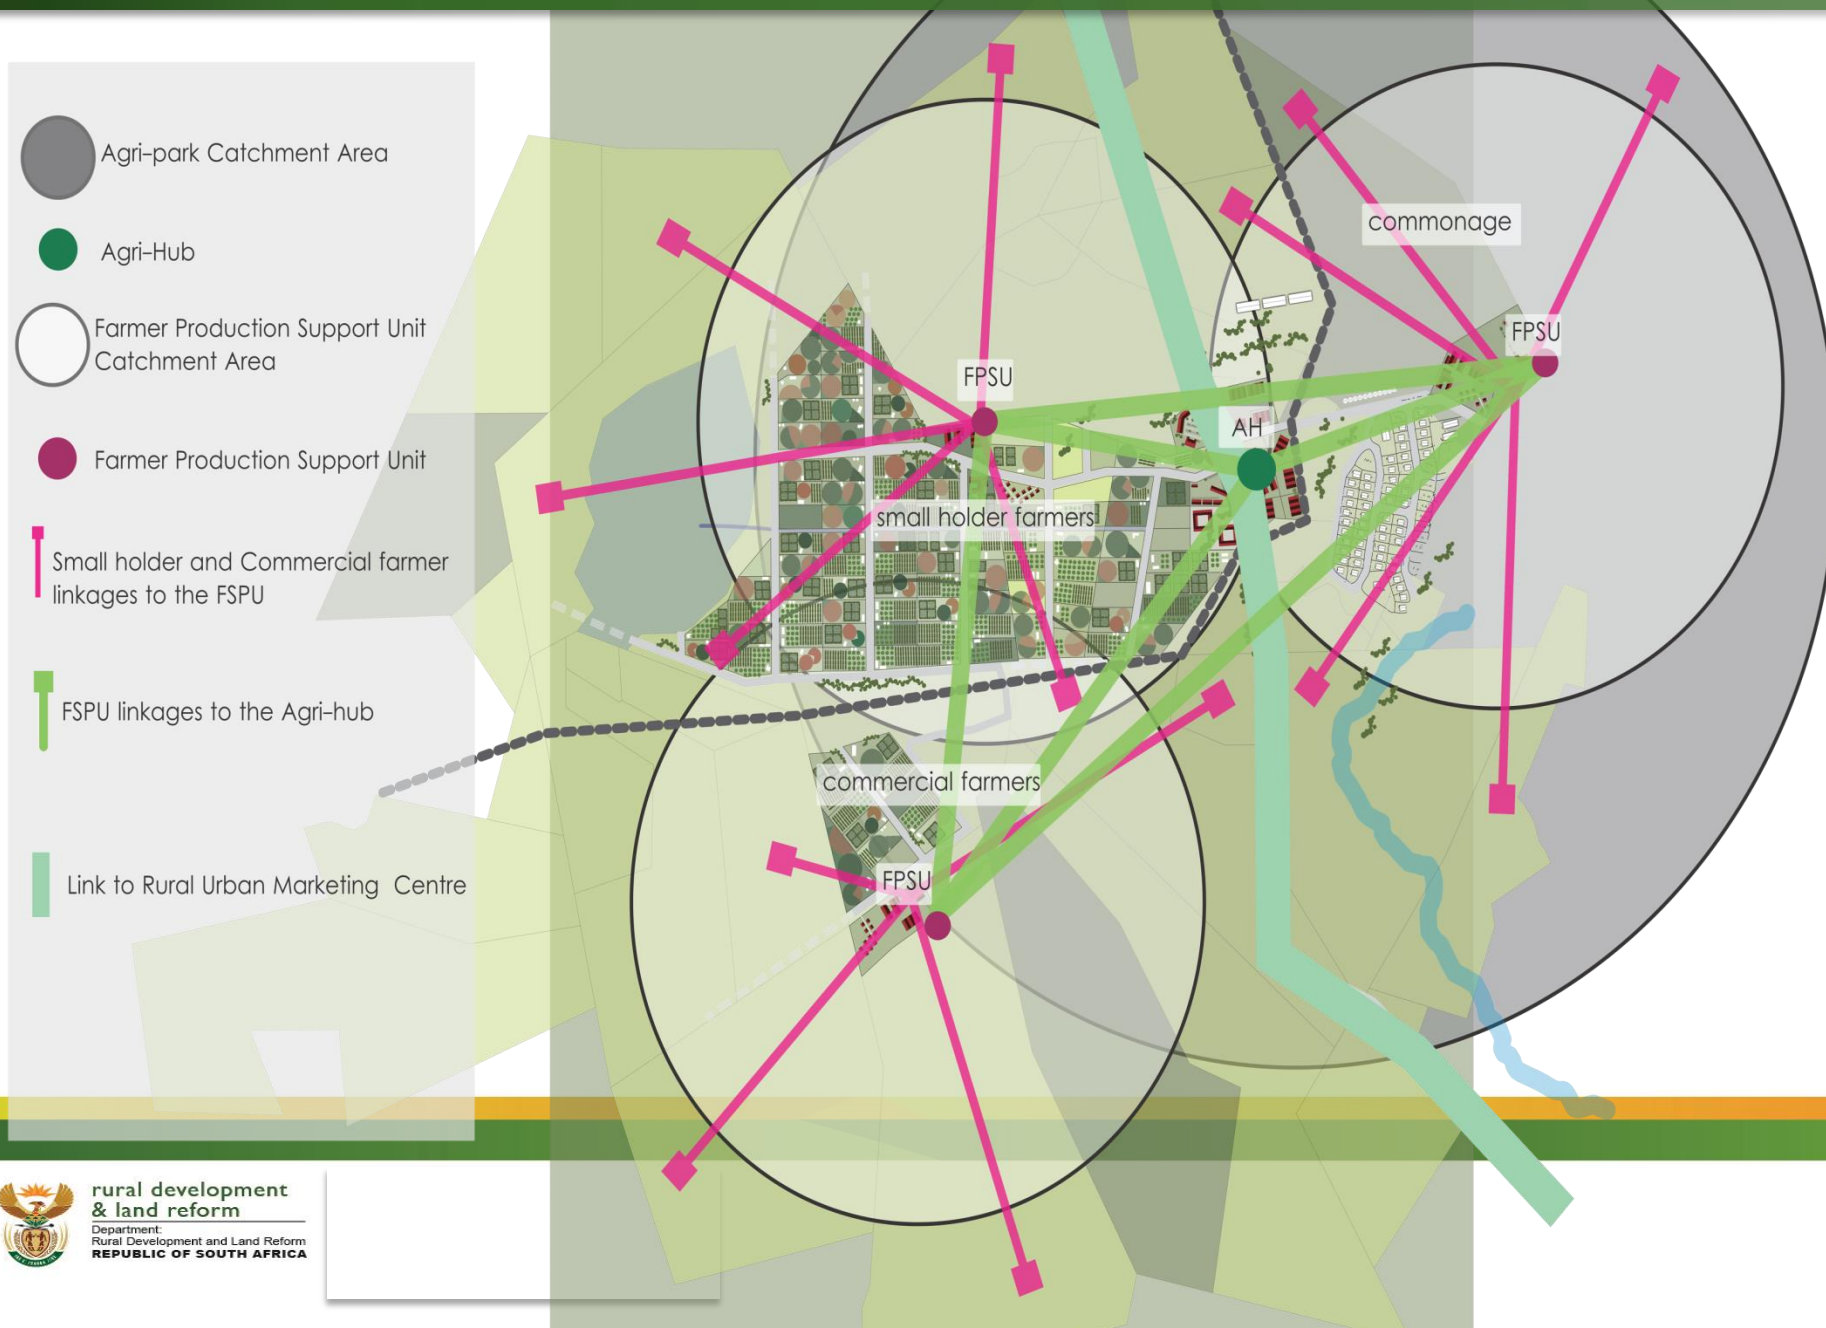 Agri-park Catchment Area
Agri-Hub
Farmer Production Support Unit
Catchment Area
Farmer Production Support Unit
Small holder and Commercial farmer
linkages to the FSPU
FSPU linkages to the Agri-hub
Link to Rural Urban Marketing Centre
commonage
FPSU
FPSU
AH
small holder farmers
commercial farmers
FPSU
rural development
& land reform
Department:
Rural Development and Land Reform
REPUBLIC OF SOUTH AFRICA